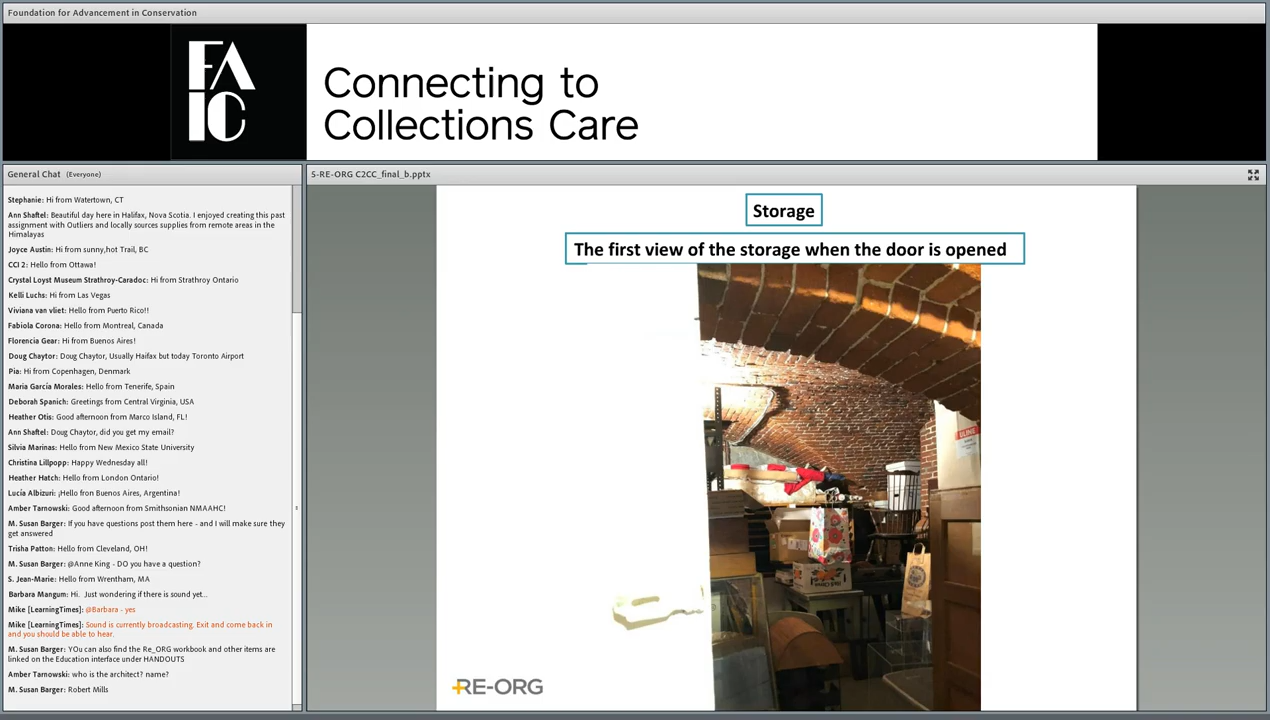 Foundation for Advancement in Conservation
FA
IC
Connecting to
Collections Care
General Chat (Everyone)
Stephanie: Hi from Watertown, CT
Ann Shaftel: Beautiful day here in Halifax, Nova Scotia. I enjoyed creating this past
assignment with Outliers and locally sources supplies from remote areas in the
Himalayas
Joyce Austin: Hi from sunny,hot Trail, BC
CCI 2: Hello from Ottawa!
Crystal Loyst Museum Strathroy-Caradoc: Hi from Strathroy Ontario
Kelli Luchs: Hi from Las Vegas
Viviana van vliet: Hello from Puerto Rico!!
Fabiola Corona: Hello from Montreal, Canada
Florencia Gear: Hi from Buenos Aires!
Doug Chaytor: Doug Chaytor, Usually Haifax but today Toronto Airport
Pia: Hi from Copenhagen, Denmark
Maria García Morales: Hello from Tenerife, Spain
Deborah Spanich: Greetings from Central Virginia, USA
Heather Otis: Good afternoon from Marco Island, FL!
Ann Shaftel: Doug Chaytor, did you get my email?
Silvia Marinas: Hello from New Mexico State University
Christina Lillpopp: Happy Wednesday all!
Heather Hatch: Hello from London Ontario!
Lucía Albizuri: ¡Hello fron Buenos Aires, Argentina!
Amber Tarnowski: Good afternoon from Smithsonian NMAAHC!
M. Susan Barger: If you have questions post them here - and I will make sure they
get answered
Trisha Patton: Hello from Cleveland, OH!
M. Susan Barger: @Anne King - DO you have a question?
S. Jean-Marie: Hello from Wrentham, MA
Barbara Mangum: Hi. Just wondering if there is sound yet...
Mike [LearningTimes]: @Barbara - yes
Mike [LearningTimes]: Sound is currently broadcasting. Exit and come back in
and you should be able to hear.
M. Susan Barger: YOu can also find the Re_ORG workbook and other items are
linked on the Education interface under HANDOUTS
Amber Tarnowski: who is the architect? name?
M. Susan Barger: Robert Mills
5-RE-ORG C2CC_final_b.pptx
Storage
The first view of the storage when the door is opened
ULINE
RE-ORG